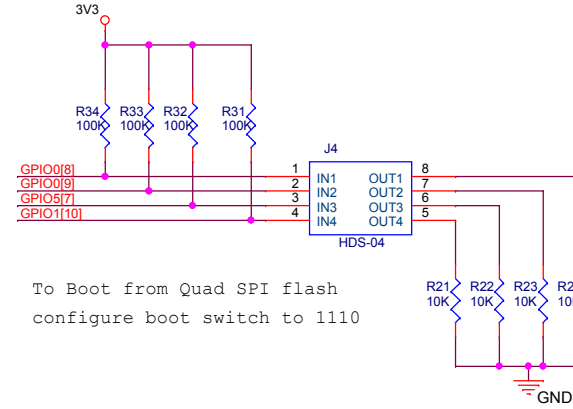 3V3
R34 R33 R32 R31
100K 100K 100K 100K
J4
GPIO0[8] 1 IN1 OUT1 8
GPIO0[9] 2 IN2 OUT2 7
GPIO5[7] 3 IN3 OUT3 6
GPIO1[10] 4 IN4 OUT4 5
HDS-04
To Boot from Quad SPI flash
configure boot switch to 1110
R21 R22 R23
10K 10K 10K
GND